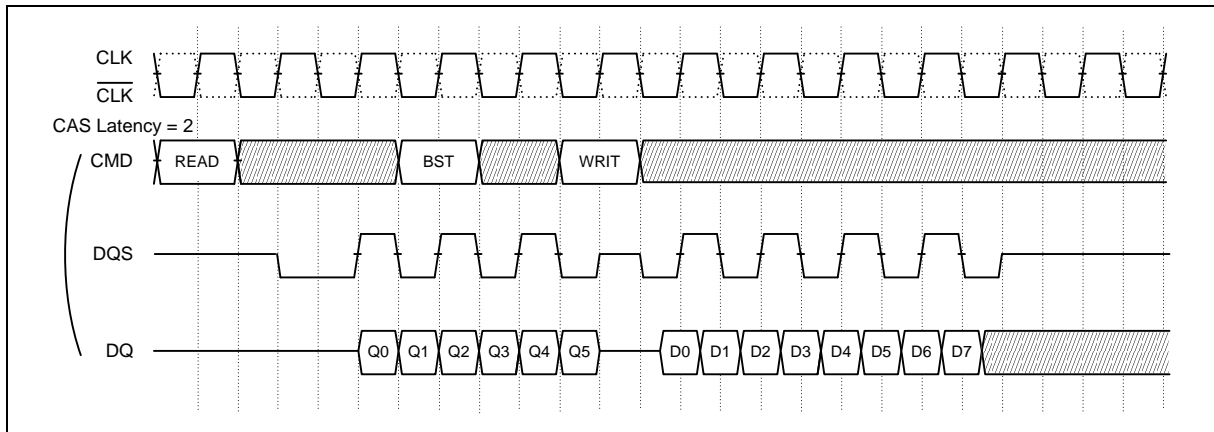 CLK
CLK
CAS Latency = 2
CMD READ BST WRIT
DQS
DQ Q0 Q1 Q2 Q3 Q4 Q5 D0 D1 D2 D3 D4 D5 D6 D7